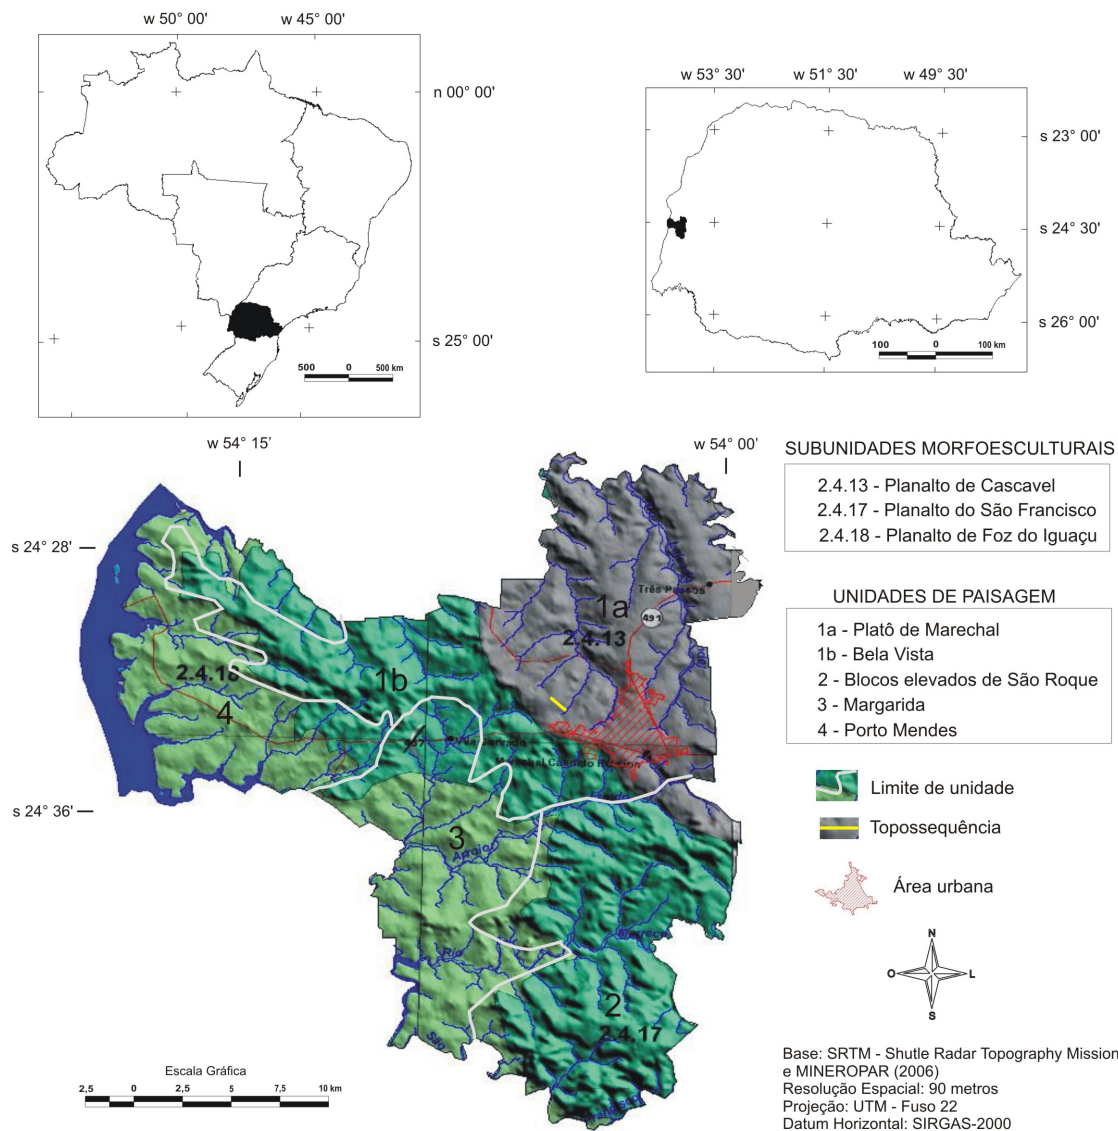 w 50° 00'
w 45° 00'
n 00° 00'
s 25° 00'
500 0 500 km
w 53° 30'
w 51° 30'
w 49° 30'
s 23° 00'
s 24° 30'
s 26° 00'
100 0 100 km
w 54° 15'
w 54° 00'
s 24° 28'
s 24° 36'
Três Passos
1a
491
2.4.13
2.4.18
1b
4
3
Arroio
Marreco
Rio
2
2.4.17
São
Francisco
SUBUNIDADES MORFOESCULTURAIS
2.4.13 - Planalto de Cascavel
2.4.17 - Planalto do São Francisco
2.4.18 - Planalto de Foz do Iguaçu
UNIDADES DE PAISAGEM
1a - Platô de Marechal
1b - Bela Vista
2 - Blocos elevados de São Roque
3 - Margarida
4 - Porto Mendes
Limite de unidade
Topossequência
Área urbana
N
O
L
S
Escala Gráfica
2,5 0 2,5 5 7,5 10 km
Base: SRTM - Shutle Radar Topography Mission
e MINEROPAR (2006)
Resolução Espacial: 90 metros
Projeção: UTM - Fuso 22
Datum Horizontal: SIRGAS-2000